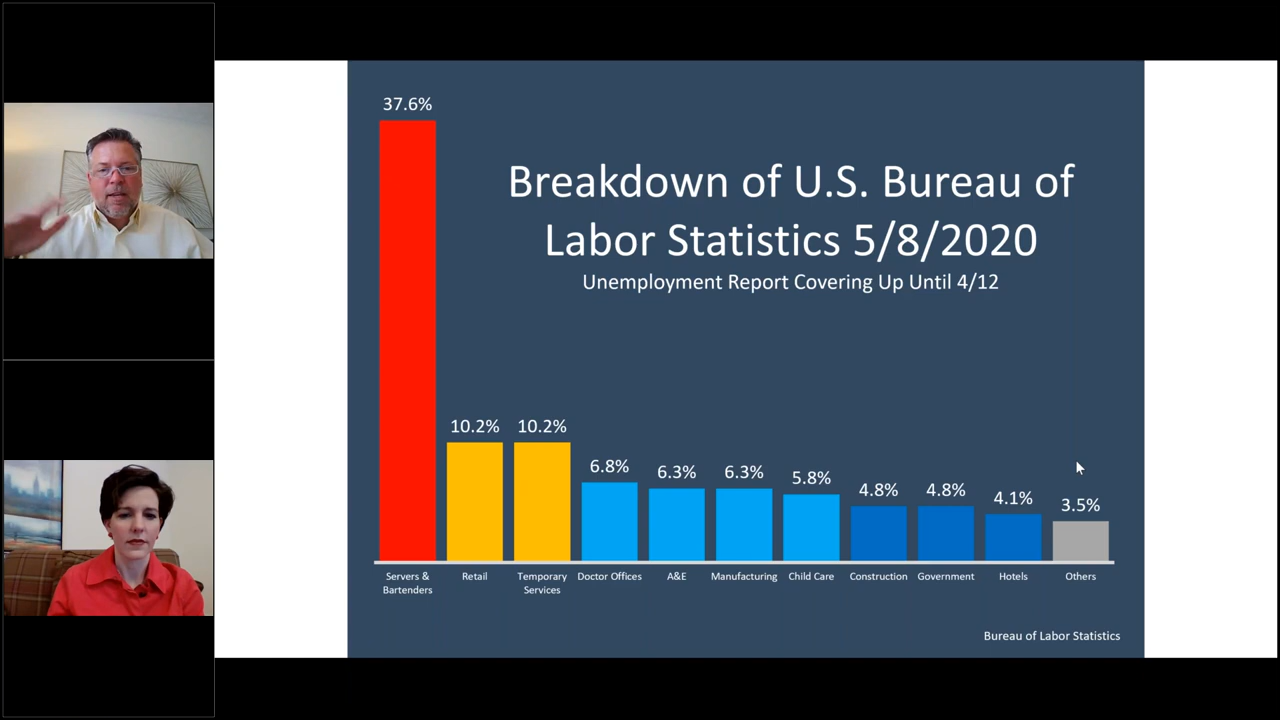 37.6%
Breakdown of U.S. Bureau of
Labor Statistics 5/8/2020
Unemployment Report Covering Up Until 4/12
10.2%
10.2%
6.8%
6.3%
6.3%
5.8%
4.8%
4.8%
4.1%
3.5%
Servers &
Bartenders
Retail
Temporary
Services
Doctor Offices
A&E
Manufacturing
Child Care
Construction
Government
Hotels
Others
Bureau of Labor Statistics